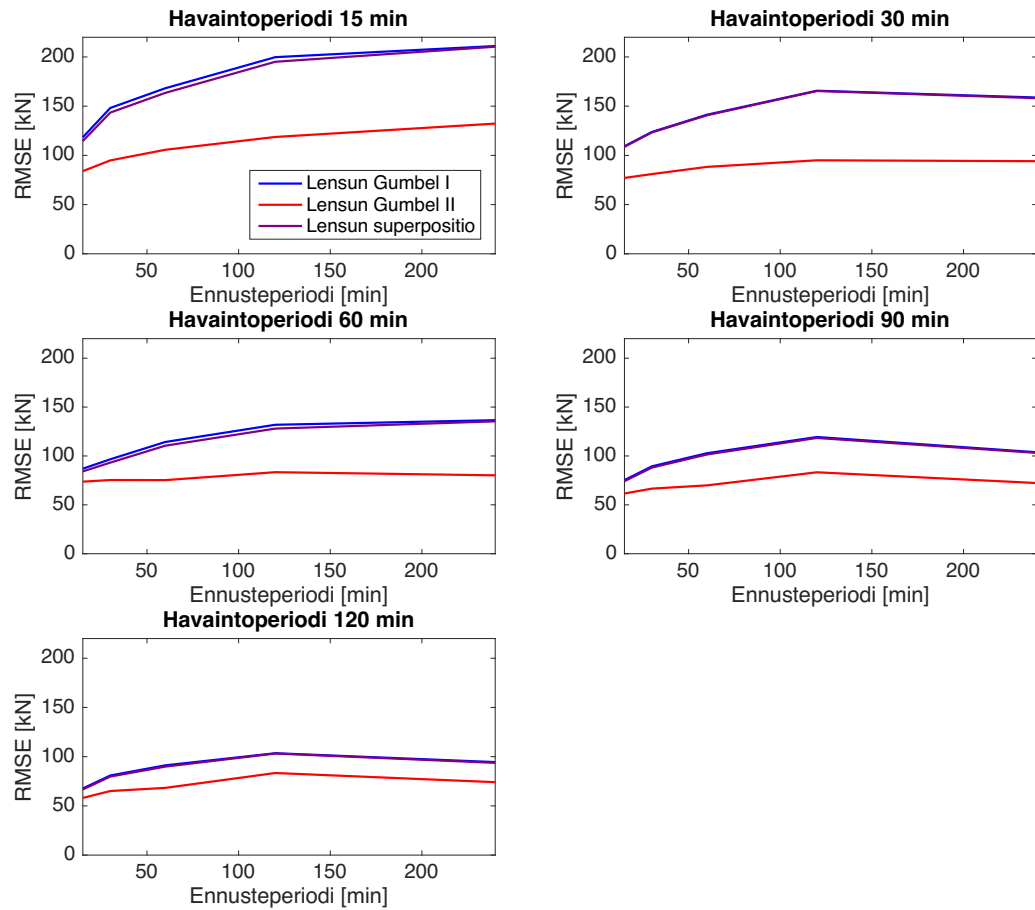 Havaintoperiodi 15 min
200
150
100
50
0
RMSE [kN]
Lensun Gumbel I
Lensun Gumbel II
Lensun superpositio
50 100 150 200
Ennusteperiodi [min]
Havaintoperiodi 30 min
200
150
100
50
0
RMSE [kN]
50 100 150 200
Ennusteperiodi [min]
Havaintoperiodi 60 min
200
150
100
50
0
RMSE [kN]
50 100 150 200
Ennusteperiodi [min]
Havaintoperiodi 90 min
200
150
100
50
0
RMSE [kN]
50 100 150 200
Ennusteperiodi [min]
Havaintoperiodi 120 min
200
150
100
50
0
RMSE [kN]
50 100 150 200
Ennusteperiodi [min]